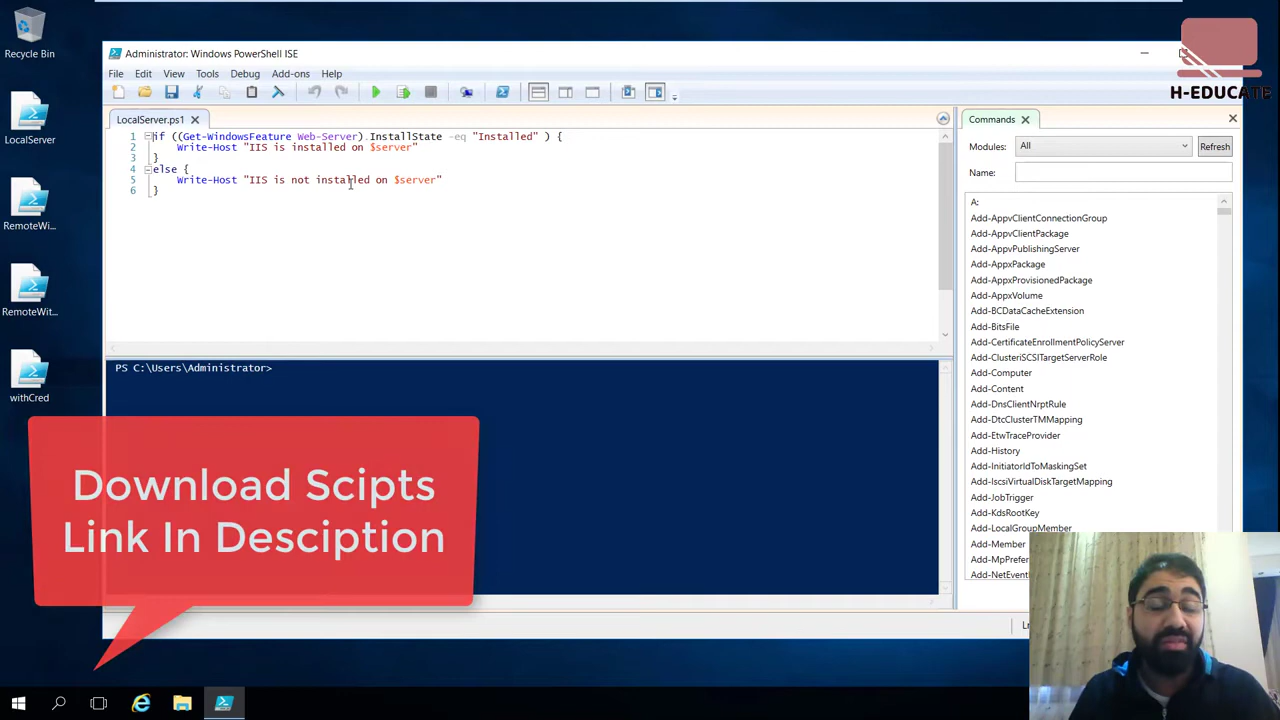 Recycle Bin
LocalServer
RemoteWi...
RemoteWit...
withCred
Administrator: Windows PowerShell ISE
File Edit View Tools Debug Add-ons Help
H-EDUCATE
LocalServer.ps1
1 if ((Get-WindowsFeature Web-Server).InstallState -eq "Installed" ) {
2 Write-Host "IIS is installed on $server"
3 }
4 else {
5 Write-Host "IIS is not installed on $server"
6 }
PS C:\Users\Administrator>
Commands
Modules: All Refresh
Name:
A:
Add-AppvClientConnectionGroup
Add-AppvClientPackage
Add-AppvPublishingServer
Add-AppxPackage
Add-AppxProvisionedPackage
Add-AppxVolume
Add-BCDataCacheExtension
Add-BitsFile
Add-CertificateEnrollmentPolicyServer
Add-ClusteriSCSITargetServerRole
Add-Computer
Add-Content
Add-DnsClientNrptRule
Add-DtcClusterTMMapping
Add-EtwTraceProvider
Add-History
Add-InitiatorIdToMaskingSet
Add-IscsiVirtualDiskTargetMapping
Add-JobTrigger
Add-KdsRootKey
Add-LocalGroupMember
Add-Member
Add-MpPrefer
Add-NetEvent
Download Scipts
Link In Desciption